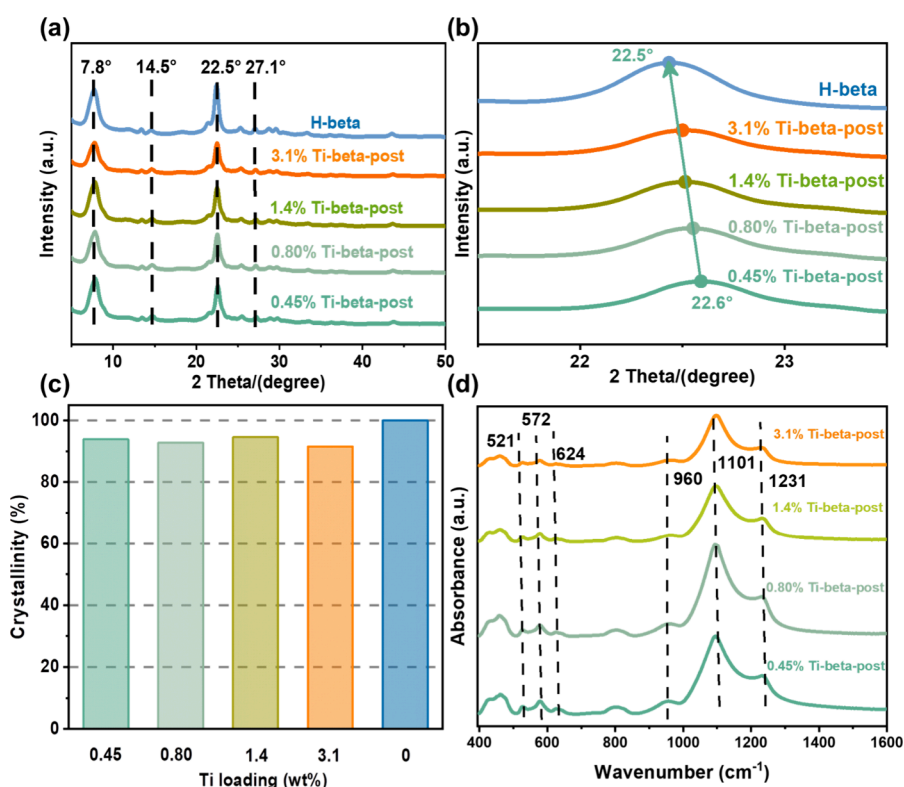 (a)
7.8° 14.5° 22.5° 27.1°
H-beta
3.1% Ti-beta-post
1.4% Ti-beta-post
0.80% Ti-beta-post
0.45% Ti-beta-post
Intensity (a.u.)
10 20 30 40 50
2 Theta/(degree)
(b)
22.5°
H-beta
3.1% Ti-beta-post
1.4% Ti-beta-post
0.80% Ti-beta-post
0.45% Ti-beta-post
22.6°
Intensity (a.u.)
22 23
2 Theta/(degree)
(c)
100
80
60
40
20
0
Crystallinity (%)
0.45 0.80 1.4 3.1 0
Ti loading (wt%)
(d)
521 572 624 960 1101 1231
3.1% Ti-beta-post
1.4% Ti-beta-post
0.80% Ti-beta-post
0.45% Ti-beta-post
Absorbance (a.u.)
400 600 800 1000 1200 1400 1600
Wavenumber (cm⁻¹)